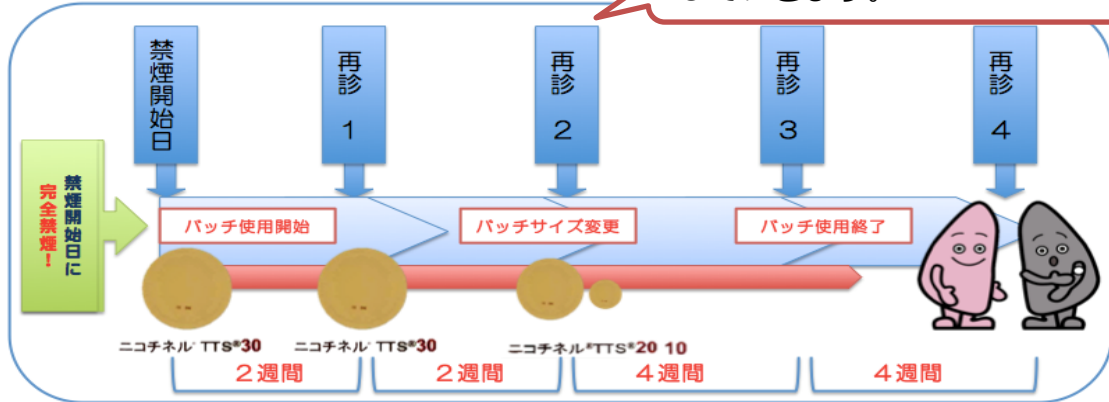 禁煙開始日
再診 1
再診 2
再診 3
再診 4
禁煙開始日に
完全禁煙!
パッチ使用開始
パッチサイズ変更
パッチ使用終了
ニコチネル® TTS®30
ニコチネル® TTS®30
ニコチネル®TTS®20 10
2週間
2週間
4週間
4週間